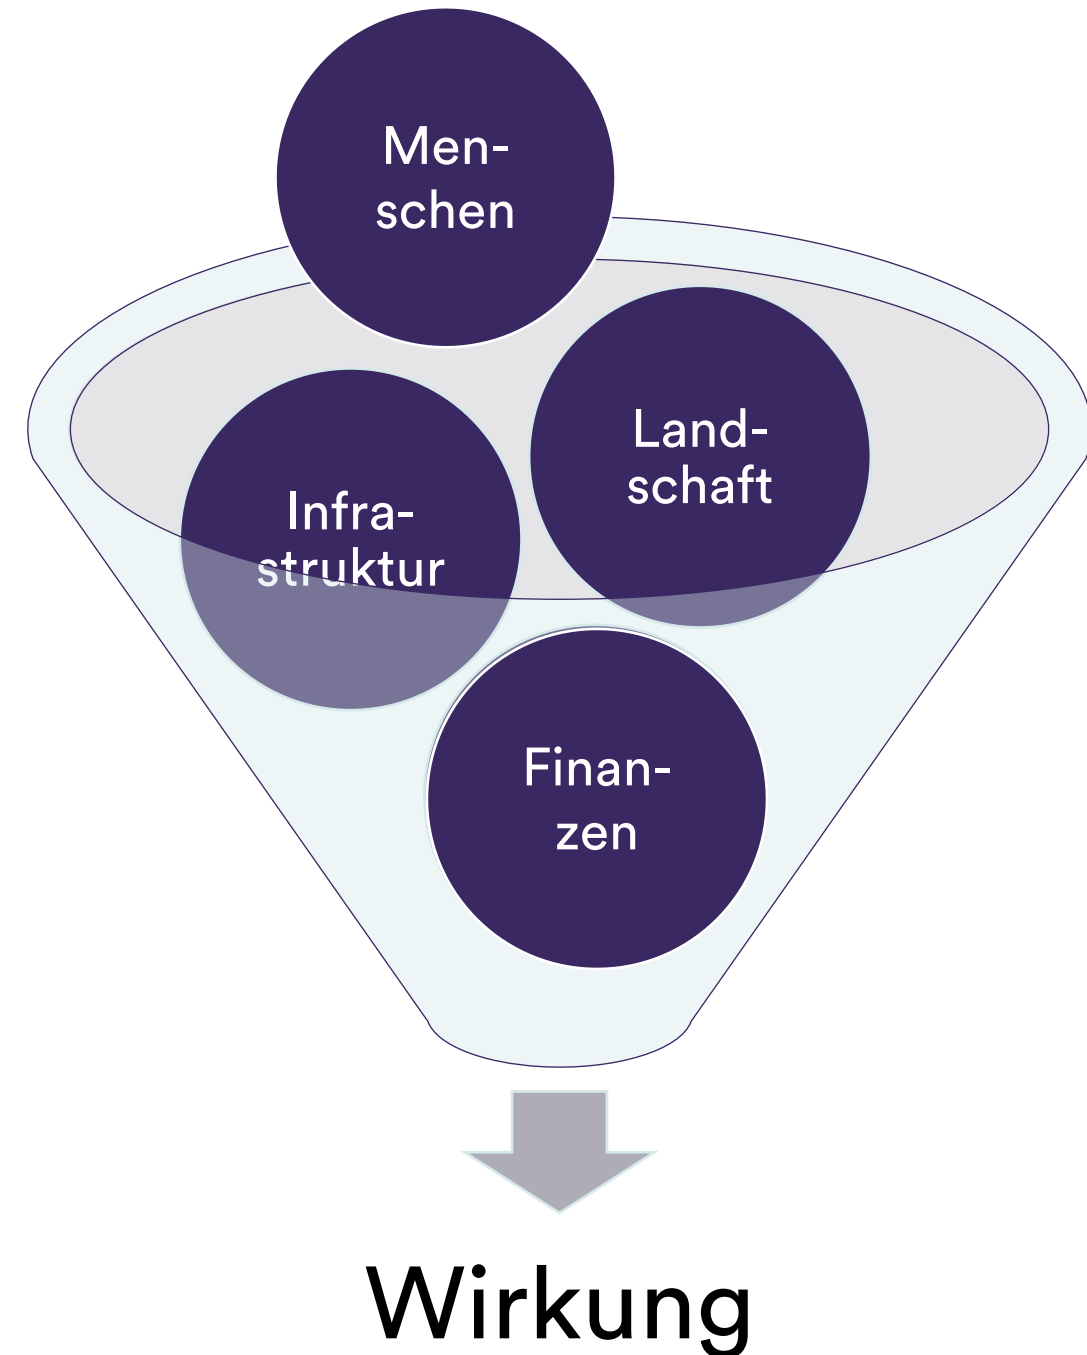 Men-
schen
Land-
schaft
Infra-
struktur
Finan-
zen
Wirkung